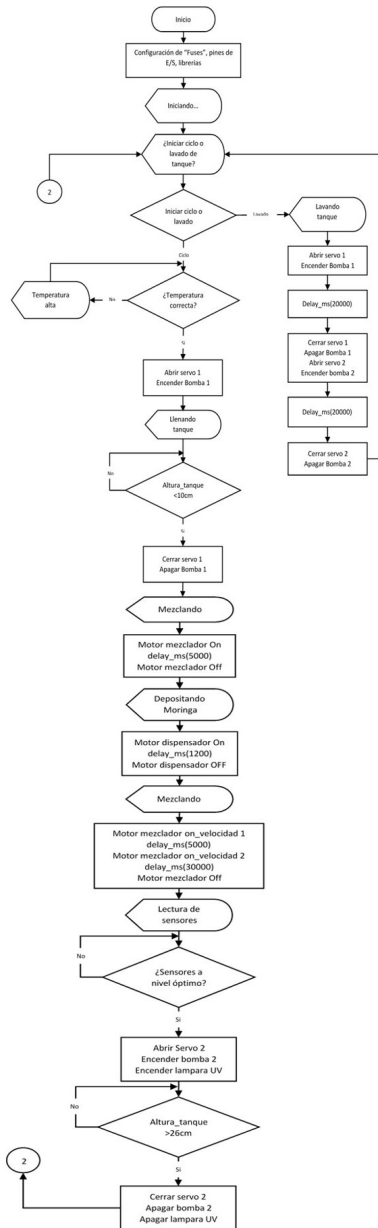 Inicio
Configuración de "Fuses", pines de
E/S, librerías
Iniciando...
¿Iniciar ciclo o
lavado de
tanque?
2
Iniciar ciclo o
lavado
Lavado
Lavando
tanque
Abrir servo 1
Encender Bomba 1
Delay_ms(20000)
Cerrar servo 1
Apagar Bomba 1
Abrir servo 2
Encender bomba 2
Delay_ms(20000)
Cerrar servo 2
Apagar Bomba 2
Ciclo
¿Temperatura
correcta?
No
Temperatura
alta
Si
Abrir servo 1
Encender Bomba 1
Llenando
tanque
No
Altura_tanque
<10cm
Si
Cerrar servo 1
Apagar Bomba 1
Mezclando
Motor mezclador On
delay_ms(5000)
Motor mezclador Off
Depositando
Moringa
Motor dispensador On
delay_ms(1200)
Motor dispensador OFF
Mezclando
Motor mezclador on_velocidad 1
delay_ms(5000)
Motor mezclador on_velocidad 2
delay_ms(30000)
Motor mezclador Off
Lectura de
sensores
No
¿Sensores a
nivel óptimo?
Si
Abrir Servo 2
Encender bomba 2
Encender lampara UV
No
Altura_tanque
>26cm
Si
2
Cerrar servo 2
Apagar bomba 2
Apagar lampara UV